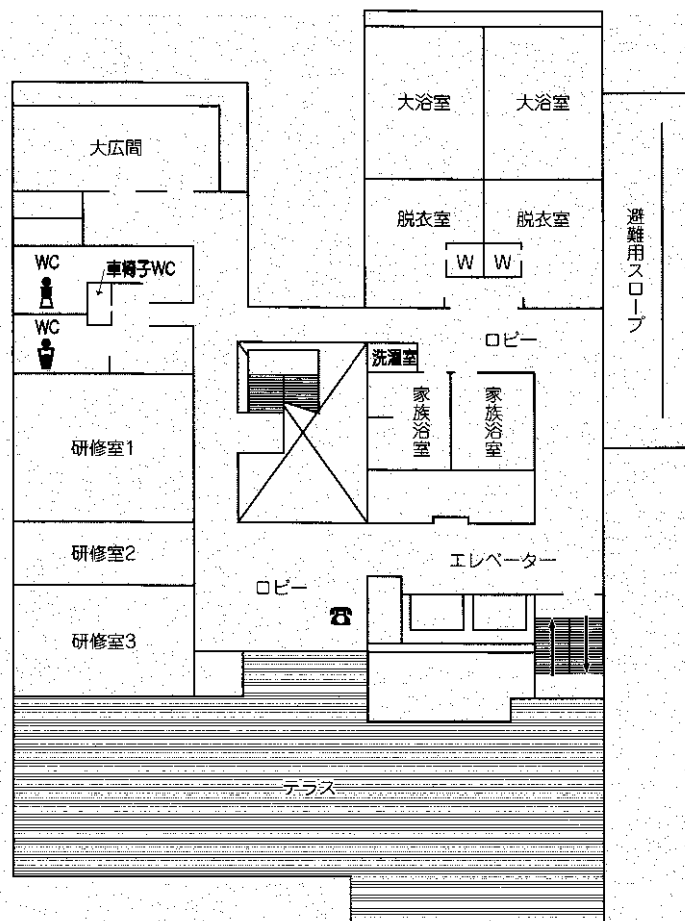 大浴室
大浴室
大広間
脱衣室
脱衣室
避難用スロープ
WC
車椅子WC
W
W
WC
ロビー
洗濯室
家族浴室
家族浴室
研修室1
研修室2
エレベーター
ロビー
研修室3
テラス